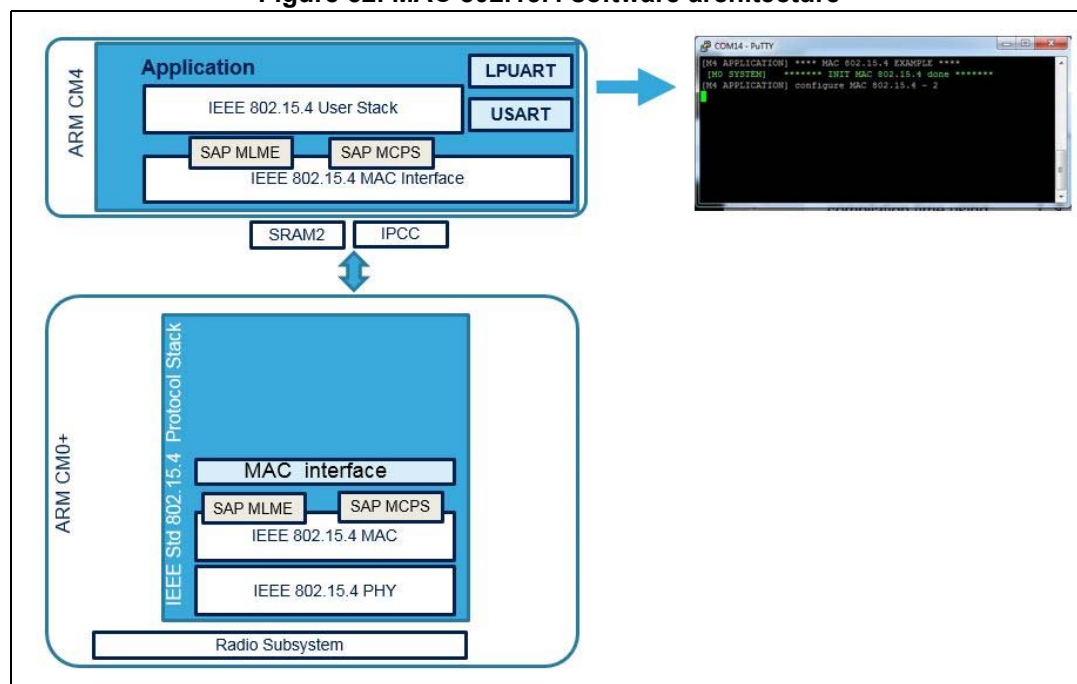 Figure 62. MAC 802.15.4 software architecture
ARM CM4
Application
LPUART
IEEE 802.15.4 User Stack
USART
SAP MLME
SAP MCPS
IEEE 802.15.4 MAC Interface
COM14 - PuTTY
[M4 APPLICATION] **** MAC 802.15.4 EXAMPLE ****
[M0 SYSTEM] ******* INIT MAC 802.15.4 done *******
[M4 APPLICATION] configure MAC 802.15.4 - 2
SRAM2
IPCC
ARM CM0+
IEEE Std 802.15.4 Protocol Stack
MAC interface
SAP MLME
SAP MCPS
IEEE 802.15.4 MAC
IEEE 802.15.4 PHY
Radio Subsystem